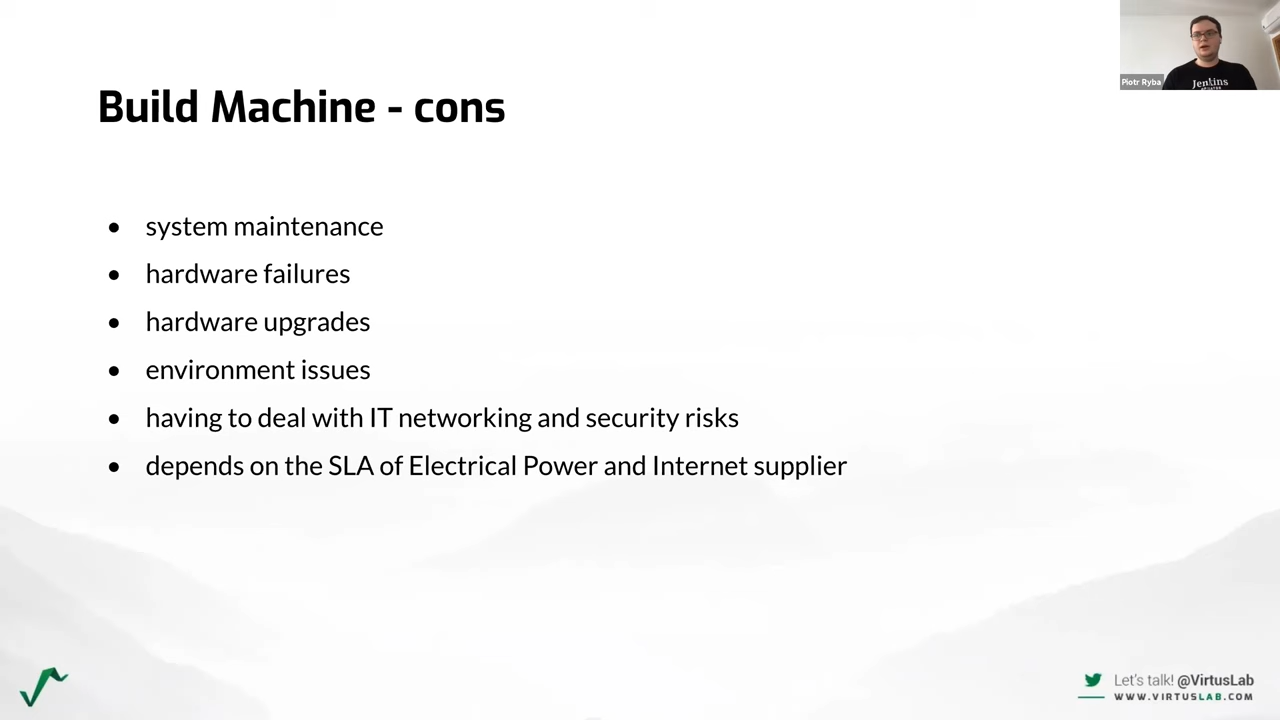 Piotr Ryba
Jenkins
Build Machine - cons
system maintenance
hardware failures
hardware upgrades
environment issues
having to deal with IT networking and security risks
depends on the SLA of Electrical Power and Internet supplier
Let's talk! @VirtusLab
WWW.VIRTUSLAB.COM